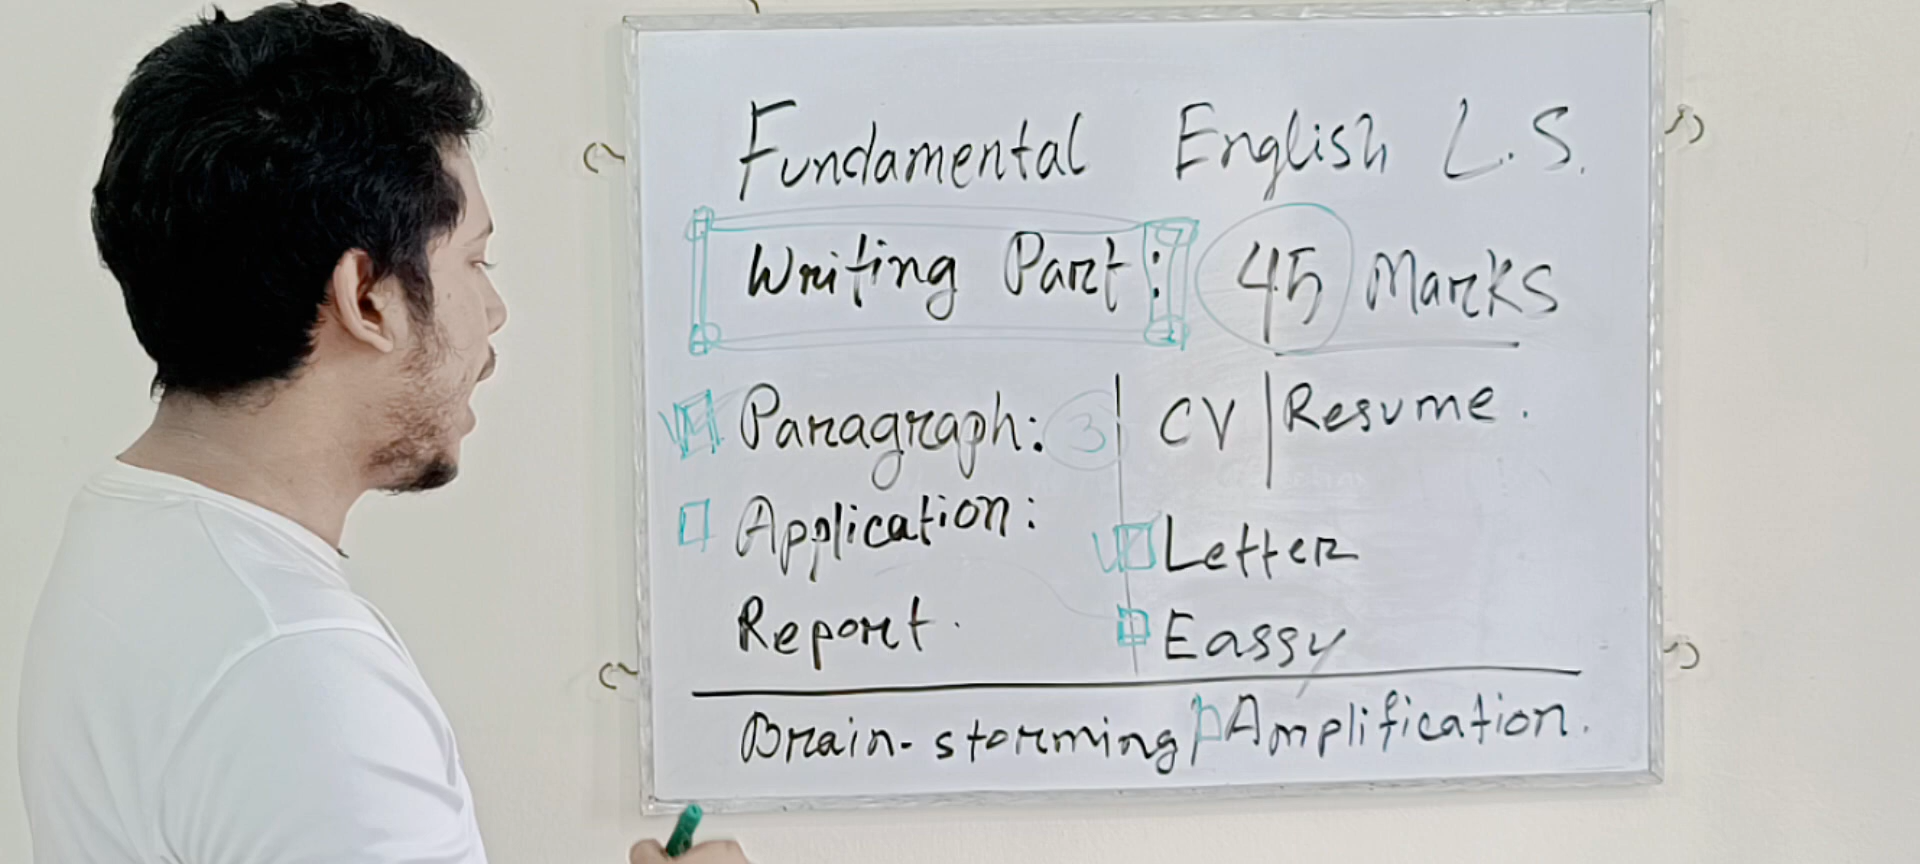 Fundamental English L.S.
Writing Part: 45 Marks
Paragraph: 3 | CV | Resume.
Application:
Letter
Report.
Eassy
Brain-storming Amplification.